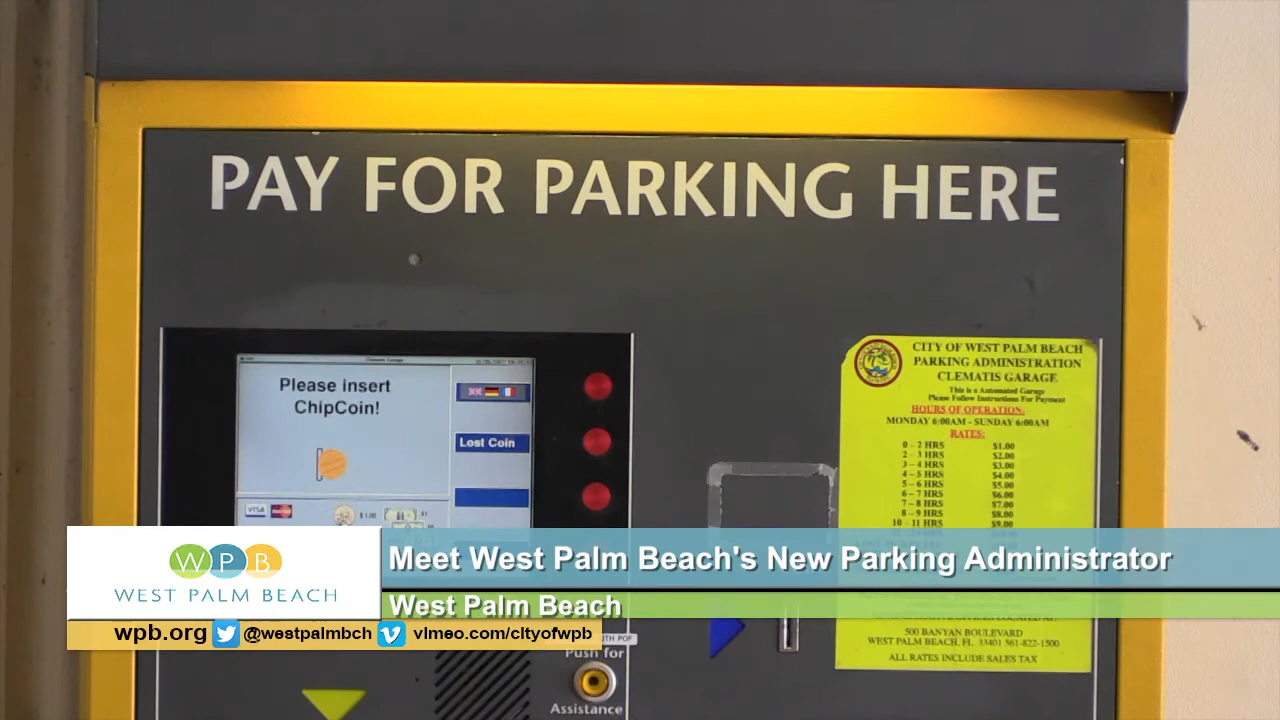 PAY FOR PARKING HERE
Clematis Garage
Please insert
ChipCoin!
Lost Coin
VISA
$1.00
$1
CITY OF WEST PALM BEACH
PARKING ADMINISTRATION
CLEMATIS GARAGE
This is a Automated Garage
Please Follow Instructions For Payment
HOURS OF OPERATION:
MONDAY 6:00AM - SUNDAY 6:00AM
RATES:
0 – 2 HRS $1.00
2 – 3 HRS $2.00
3 – 4 HRS $3.00
4 – 5 HRS $4.00
5 – 6 HRS $5.00
6 – 7 HRS $6.00
7 – 8 HRS $7.00
8 – 9 HRS $8.00
10 – 11 HRS $9.00
500 BANYAN BOULEVARD
WEST PALM BEACH, FL 33401 561-822-1500
ALL RATES INCLUDE SALES TAX
WPB
WEST PALM BEACH
Meet West Palm Beach's New Parking Administrator
West Palm Beach
wpb.org @westpalmbch vimeo.com/cityofwpb
Push for
Assistance